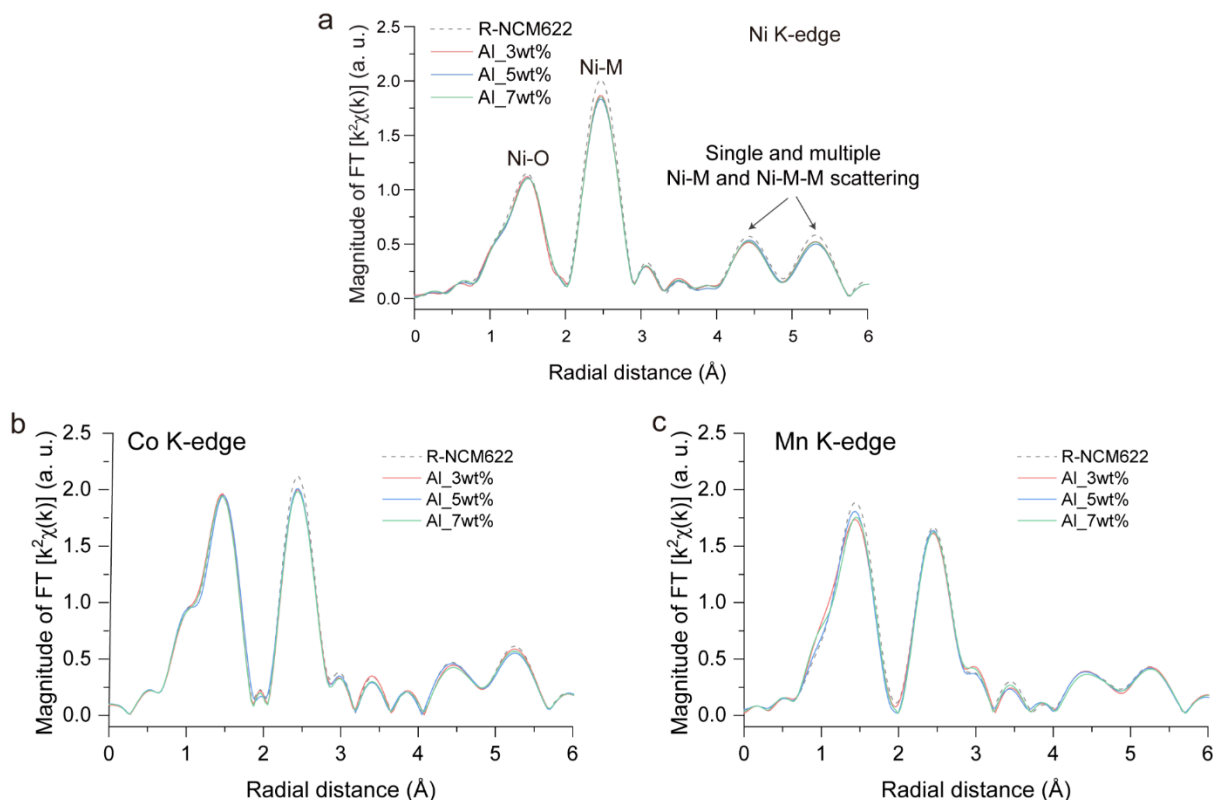 a
Magnitude of FT [k²χ(k)] (a. u.)
2.5
2.0
1.5
1.0
0.5
0.0
R-NCM622
Al_3wt%
Al_5wt%
Al_7wt%
Ni K-edge
Ni-M
Ni-O
Single and multiple
Ni-M and Ni-M-M scattering
0 1 2 3 4 5 6
Radial distance (Å)
b
Co K-edge
Magnitude of FT [k²χ(k)] (a. u.)
2.5
2.0
1.5
1.0
0.5
0.0
R-NCM622
Al_3wt%
Al_5wt%
Al_7wt%
0 1 2 3 4 5 6
Radial distance (Å)
c
Mn K-edge
Magnitude of FT [k²χ(k)] (a. u.)
2.5
2.0
1.5
1.0
0.5
0.0
R-NCM622
Al_3wt%
Al_5wt%
Al_7wt%
0 1 2 3 4 5 6
Radial distance (Å)